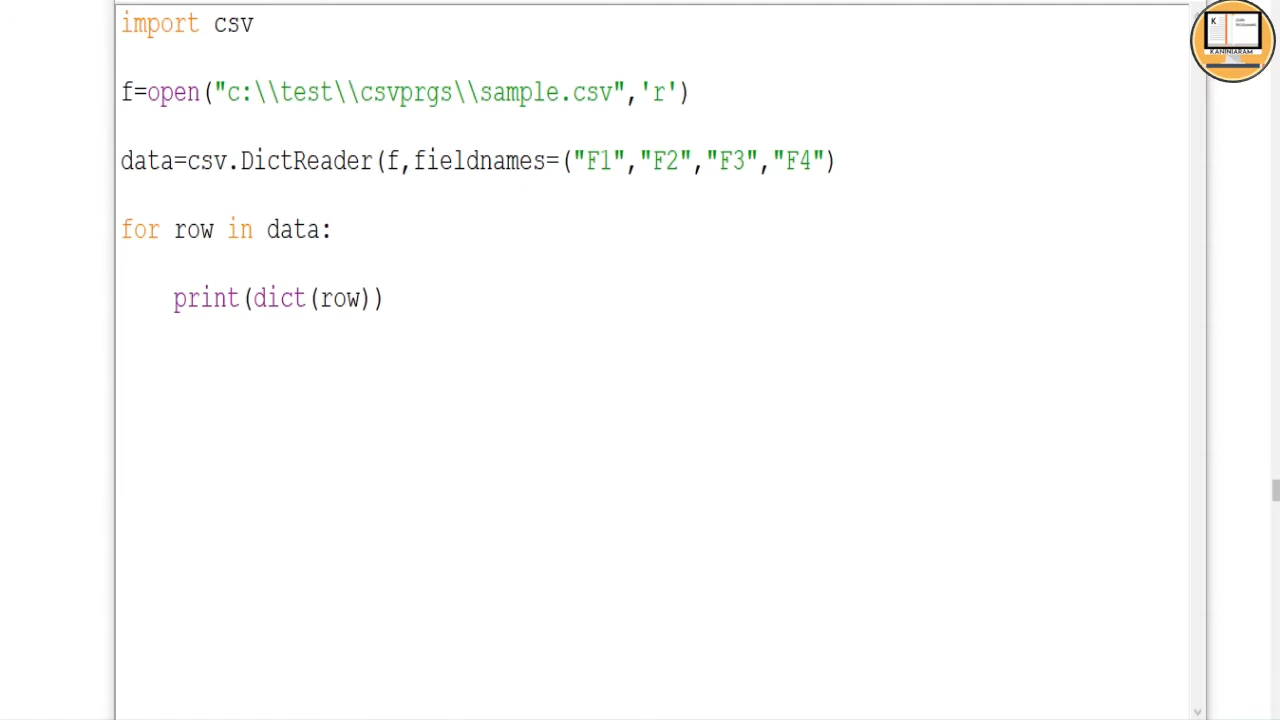 import csv
f=open("c:\\test\\csvprgs\\sample.csv",'r')
data=csv.DictReader(f,fieldnames=("F1","F2","F3","F4")
for row in data:
    print(dict(row))
K
KANINIARAM